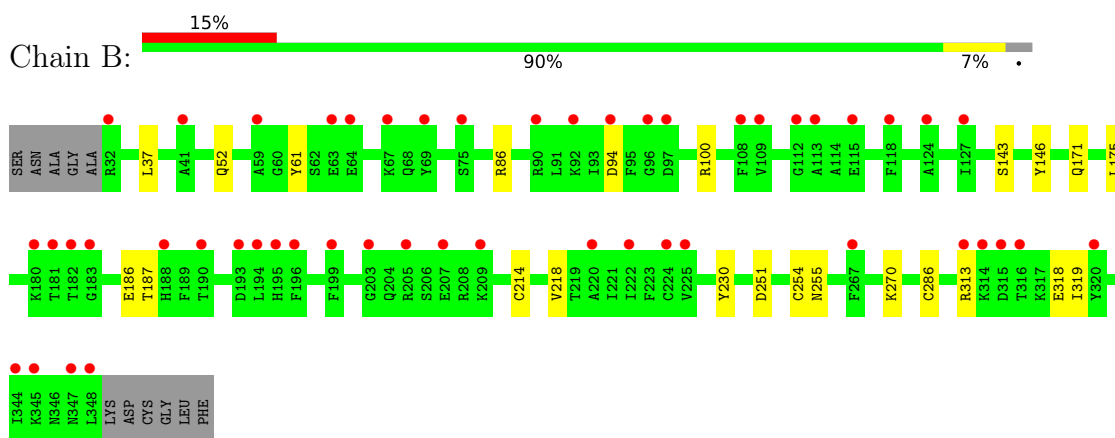 15%
Chain B:
90% 7% •
SER ASN ALA GLY ALA R32 L37 A41 Q52 A59 G60 Y61 S62 E63 E64 K67 Q68 Y69 S75 R86 R90 L91 K92 I93 D94 F95 G96 D97 R100 F108 V109 G112 A113 A114 E115 F118 A124 I127 S143 Y146 Q171 L175
K180 T181 T182 G183 E186 T187 H188 F189 T190 D193 L194 H195 F196 F199 G203 Q204 R205 S206 E207 R208 K209 C214 V218 T219 A220 I221 I222 F223 C224 V225 Y230 D251 C254 N255 F267 K270 C286 R313 K314 D315 T316 K317 E318 I319 Y320
I344 K345 N346 N347 L348 LYS ASP CYS GLY LEU PHE